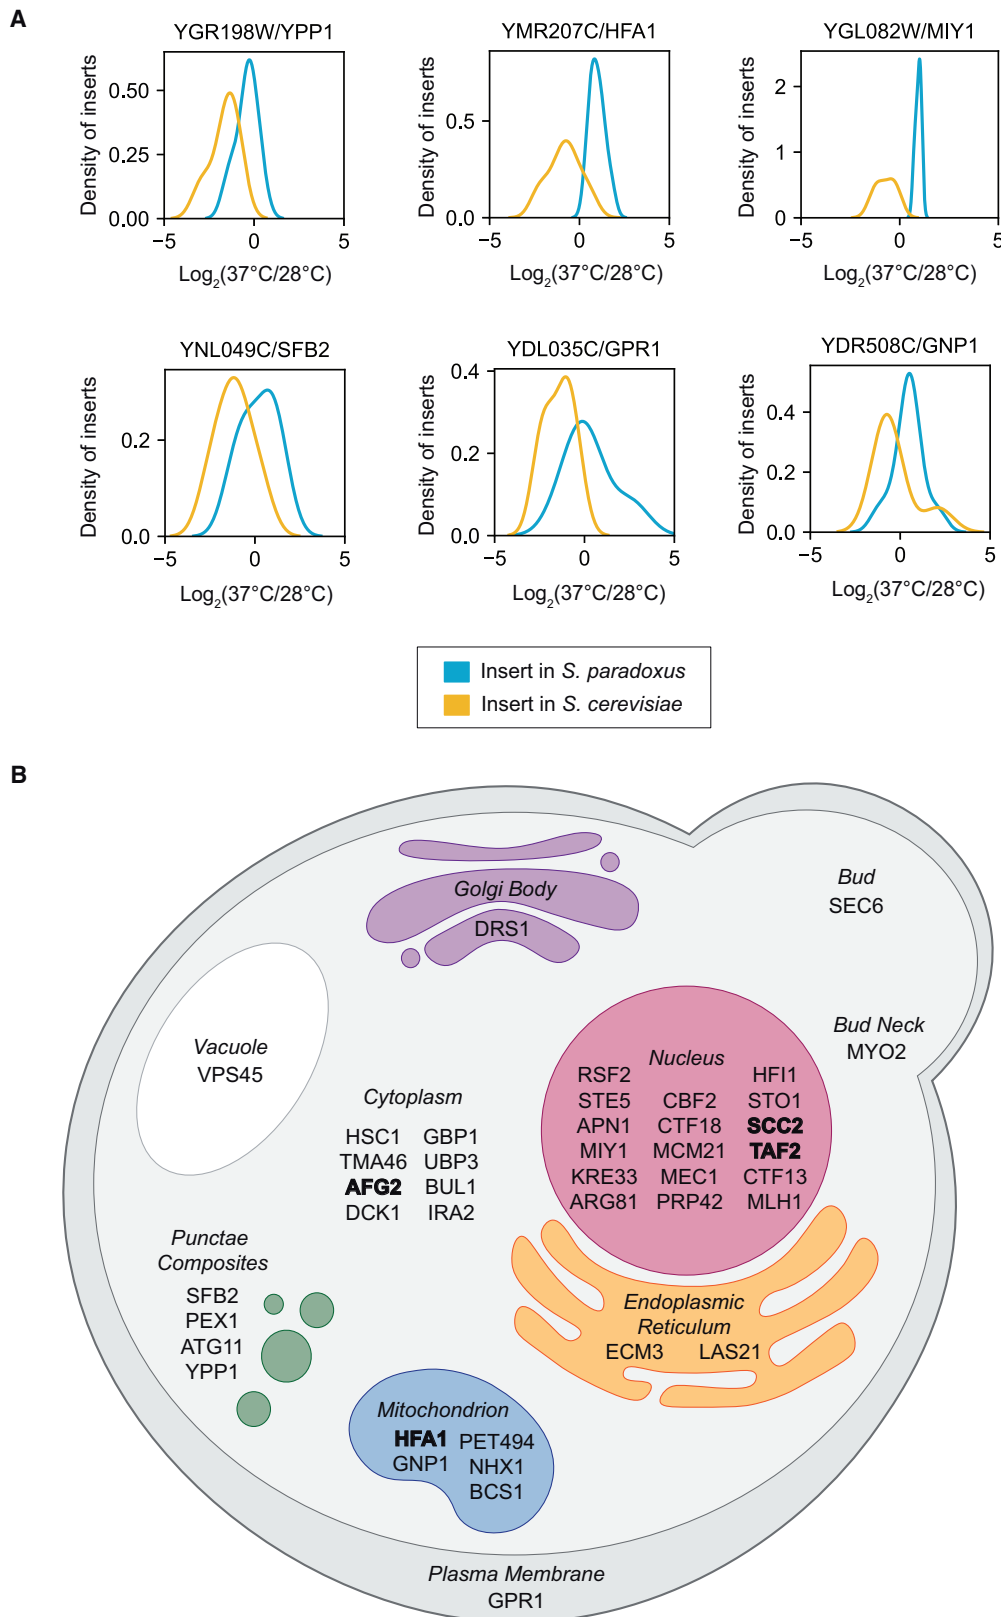 A
YGR198W/YPP1
Density of inserts
0.50
0.25
0.00
−5 0 5
Log2(37°C/28°C)
YMR207C/HFA1
Density of inserts
0.5
0.0
−5 0 5
Log2(37°C/28°C)
YGL082W/MIY1
Density of inserts
2
1
0
−5 0 5
Log2(37°C/28°C)
YNL049C/SFB2
Density of inserts
0.2
0.0
−5 0 5
Log2(37°C/28°C)
YDL035C/GPR1
Density of inserts
0.4
0.2
0.0
−5 0 5
Log2(37°C/28°C)
YDR508C/GNP1
Density of inserts
0.4
0.2
0.0
−5 0 5
Log2(37°C/28°C)
Insert in S. paradoxus
Insert in S. cerevisiae
B
Golgi Body
DRS1
Bud
SEC6
Bud Neck
MYO2
Vacuole
VPS45
Cytoplasm
HSC1 GBP1
TMA46 UBP3
AFG2 BUL1
DCK1 IRA2
Nucleus
RSF2 HFI1
STE5 CBF2 STO1
APN1 CTF18 SCC2
MIY1 MCM21 TAF2
KRE33 MEC1 CTF13
ARG81 PRP42 MLH1
Punctae
Composites
SFB2
PEX1
ATG11
YPP1
Endoplasmic
Reticulum
ECM3 LAS21
Mitochondrion
HFA1 PET494
GNP1 NHX1
BCS1
Plasma Membrane
GPR1